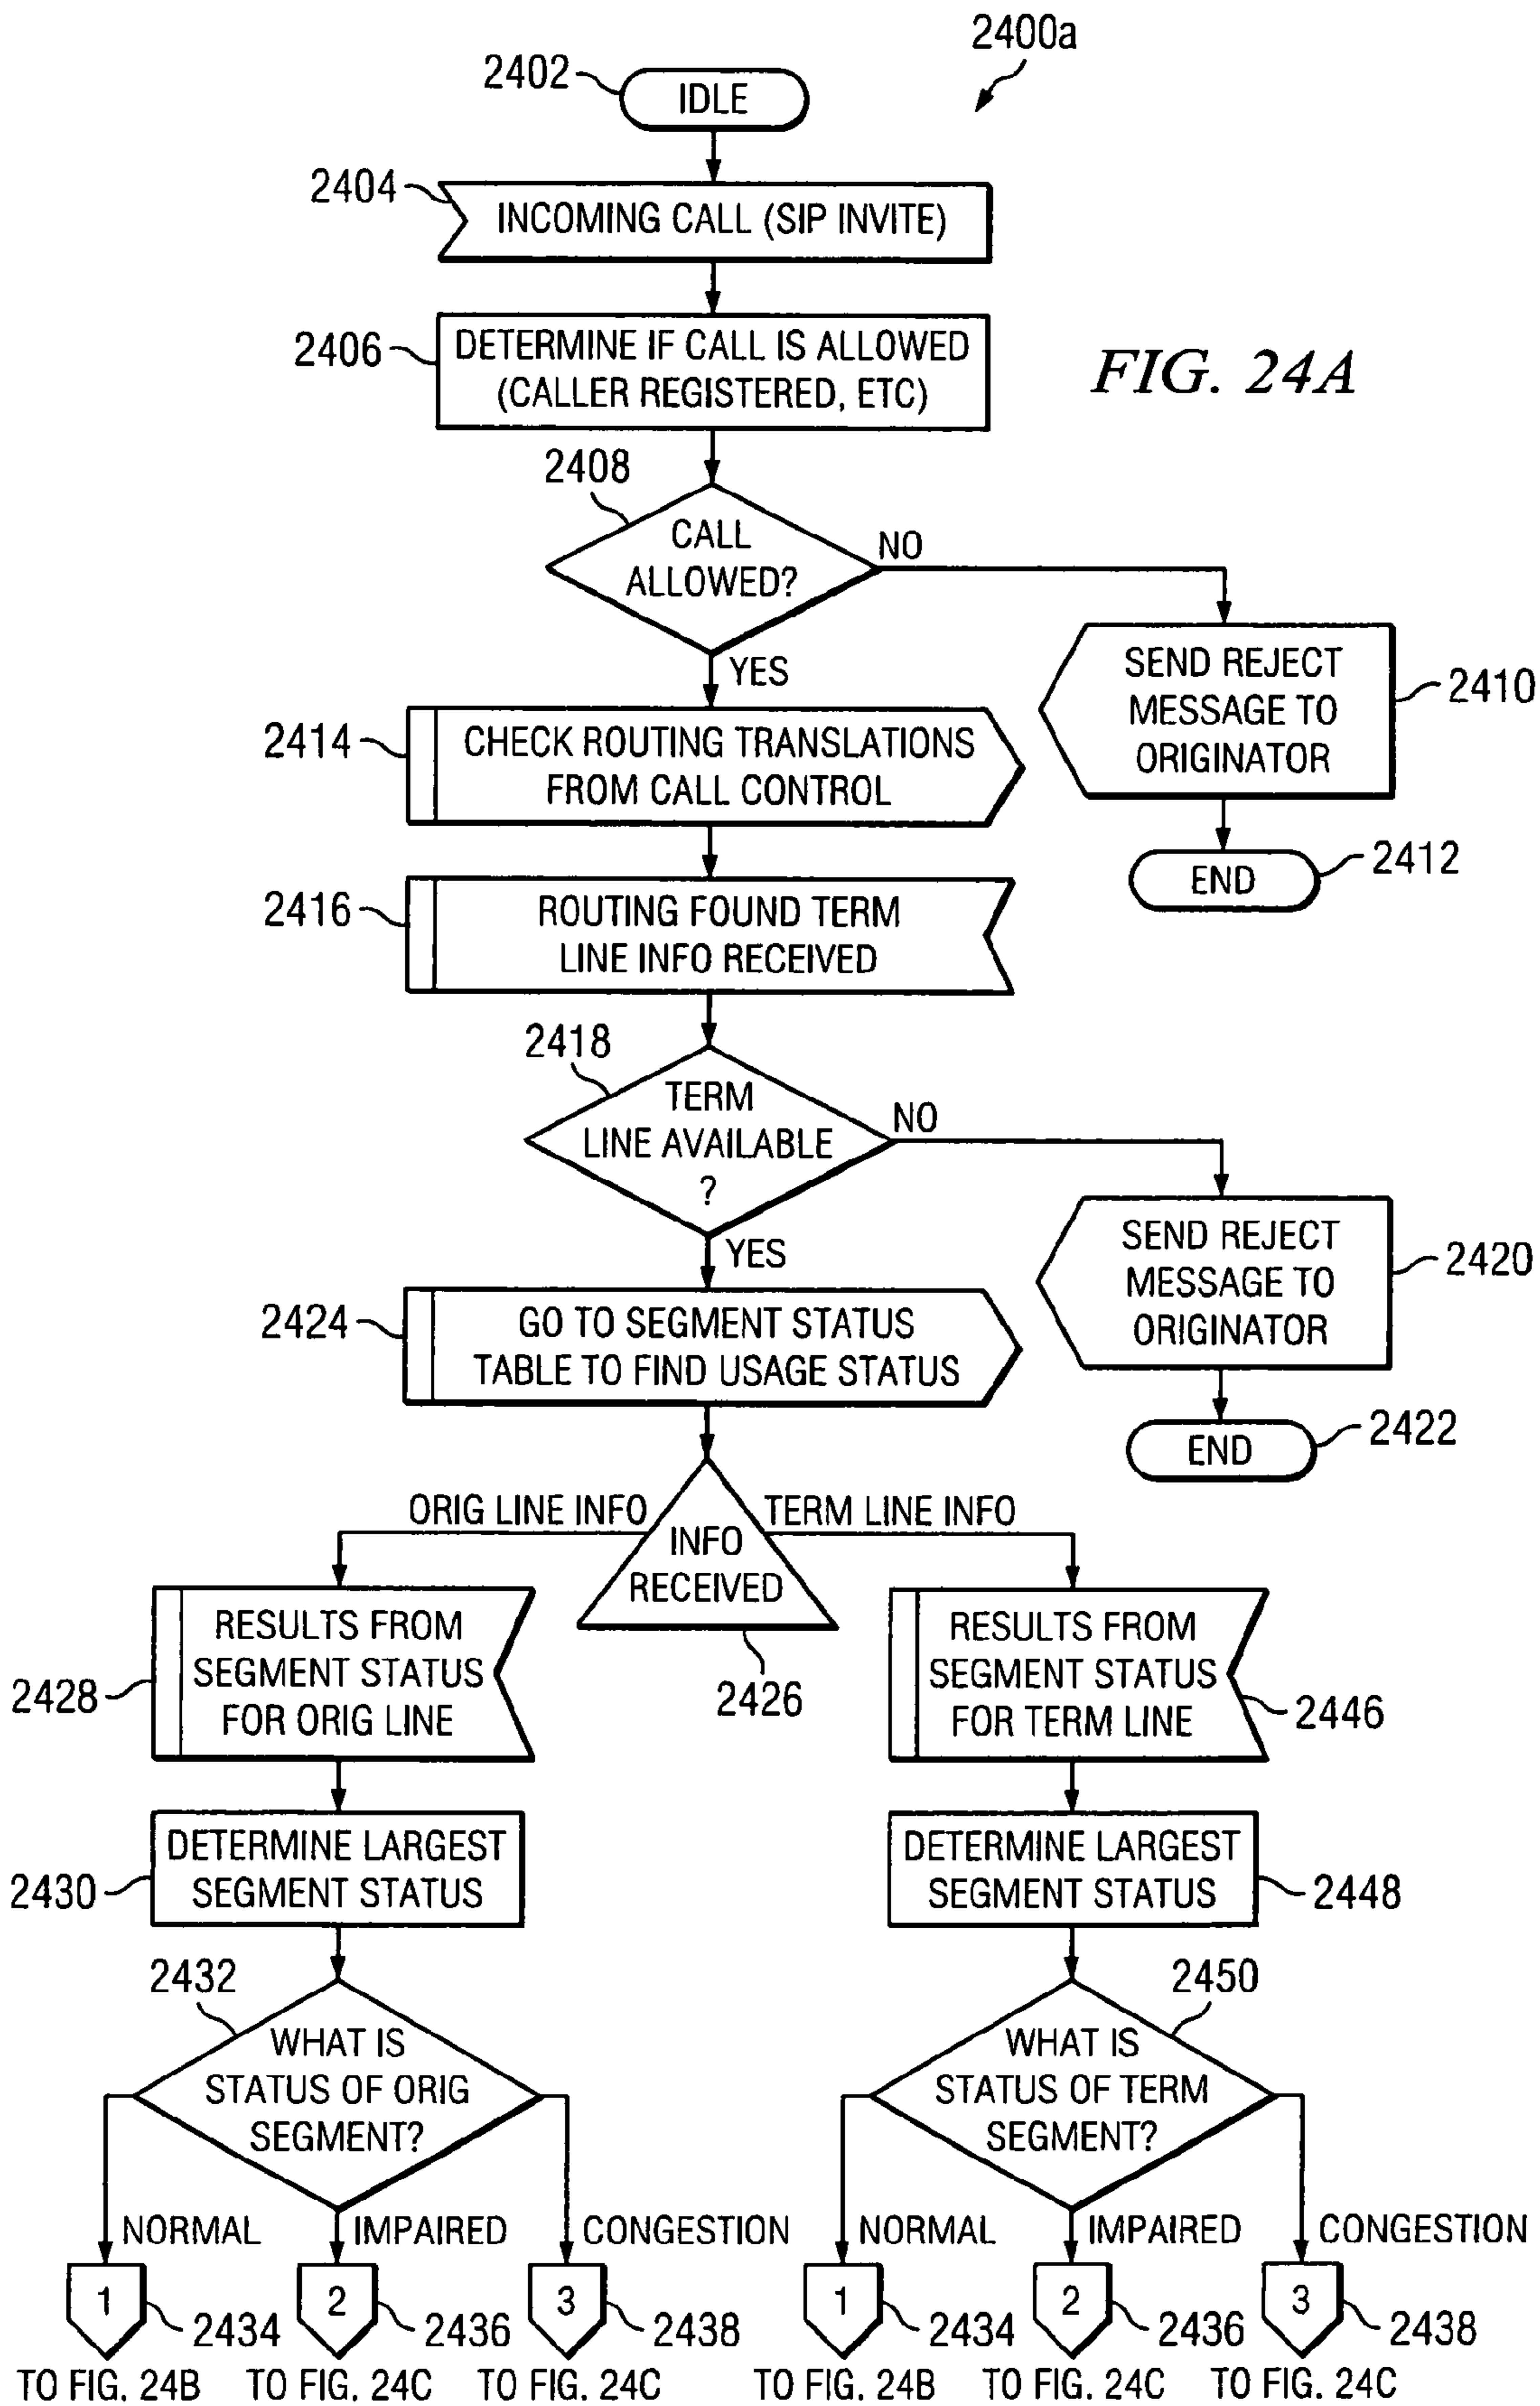 2400a
2402
IDLE
2404
INCOMING CALL (SIP INVITE)
2406
DETERMINE IF CALL IS ALLOWED
(CALLER REGISTERED, ETC)
FIG. 24A
2408
CALL
ALLOWED?
NO
YES
SEND REJECT
MESSAGE TO
ORIGINATOR
2410
2414
CHECK ROUTING TRANSLATIONS
FROM CALL CONTROL
END
2412
2416
ROUTING FOUND TERM
LINE INFO RECEIVED
2418
TERM
LINE AVAILABLE
?
NO
YES
SEND REJECT
MESSAGE TO
ORIGINATOR
2420
2424
GO TO SEGMENT STATUS
TABLE TO FIND USAGE STATUS
END
2422
ORIG LINE INFO
TERM LINE INFO
INFO
RECEIVED
2426
RESULTS FROM
SEGMENT STATUS
FOR ORIG LINE
2428
RESULTS FROM
SEGMENT STATUS
FOR TERM LINE
2446
DETERMINE LARGEST
SEGMENT STATUS
2430
DETERMINE LARGEST
SEGMENT STATUS
2448
2432
WHAT IS
STATUS OF ORIG
SEGMENT?
2450
WHAT IS
STATUS OF TERM
SEGMENT?
NORMAL
IMPAIRED
CONGESTION
NORMAL
IMPAIRED
CONGESTION
1
2434
2
2436
3
2438
1
2434
2
2436
3
2438
TO FIG. 24B
TO FIG. 24C
TO FIG. 24C
TO FIG. 24B
TO FIG. 24C
TO FIG. 24C